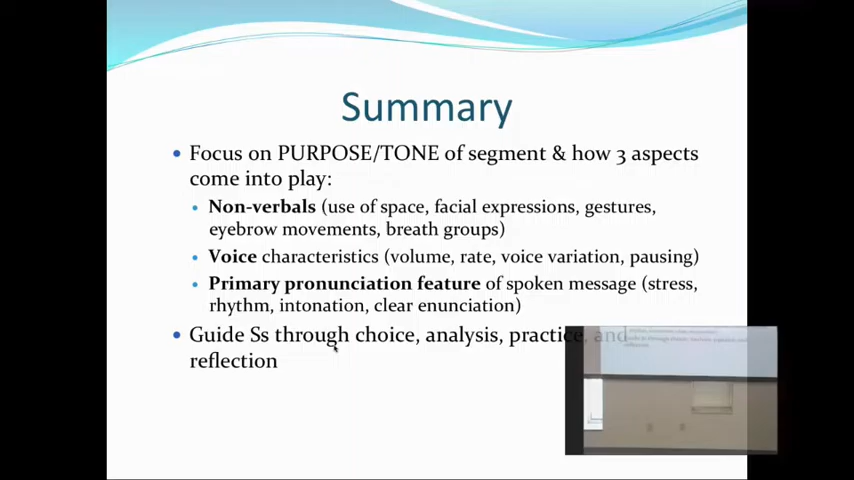 Summary
• Focus on PURPOSE/TONE of segment & how 3 aspects
come into play:
• Non-verbals (use of space, facial expressions, gestures,
eyebrow movements, breath groups)
• Voice characteristics (volume, rate, voice variation, pausing)
• Primary pronunciation feature of spoken message (stress,
rhythm, intonation, clear enunciation)
• Guide Ss through choice, analysis, practice, and
reflection